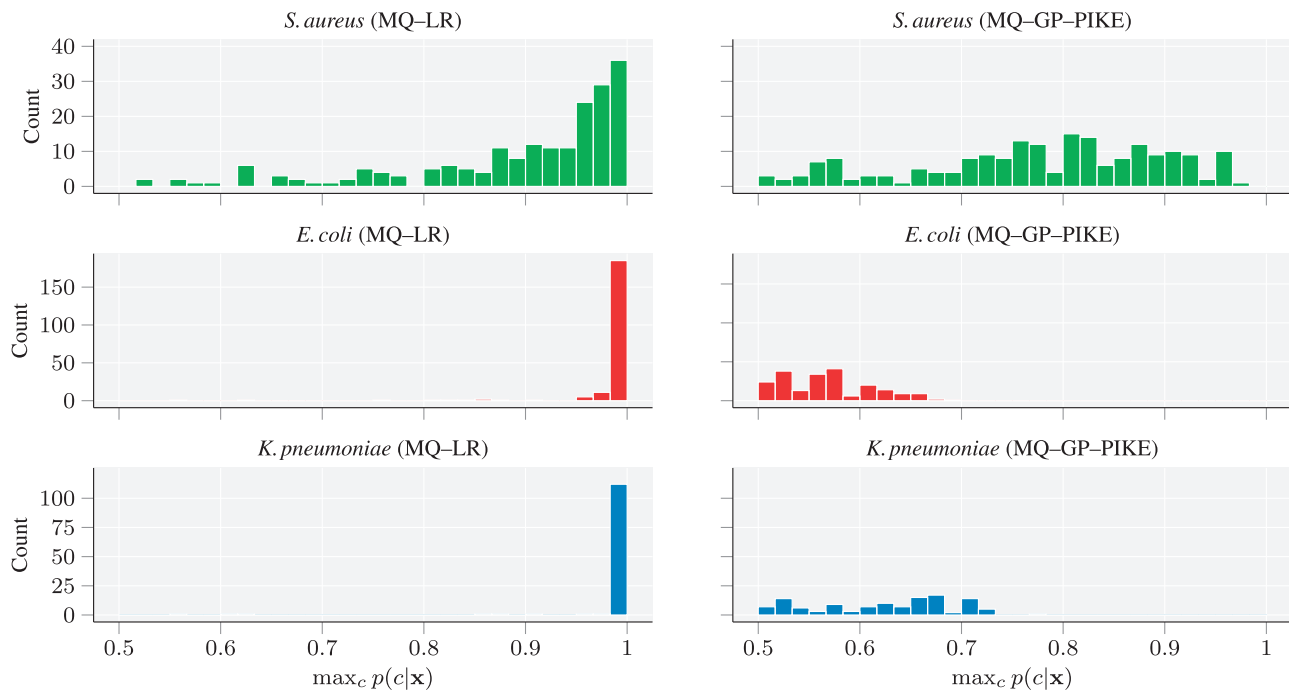 S. aureus (MQ–LR)
40
30
20
10
0
Count
S. aureus (MQ–GP–PIKE)
E. coli (MQ–LR)
150
100
50
0
Count
E. coli (MQ–GP–PIKE)
K. pneumoniae (MQ–LR)
100
75
50
25
0
Count
0.5 0.6 0.7 0.8 0.9 1
max_c p(c|x)
K. pneumoniae (MQ–GP–PIKE)
0.5 0.6 0.7 0.8 0.9 1
max_c p(c|x)